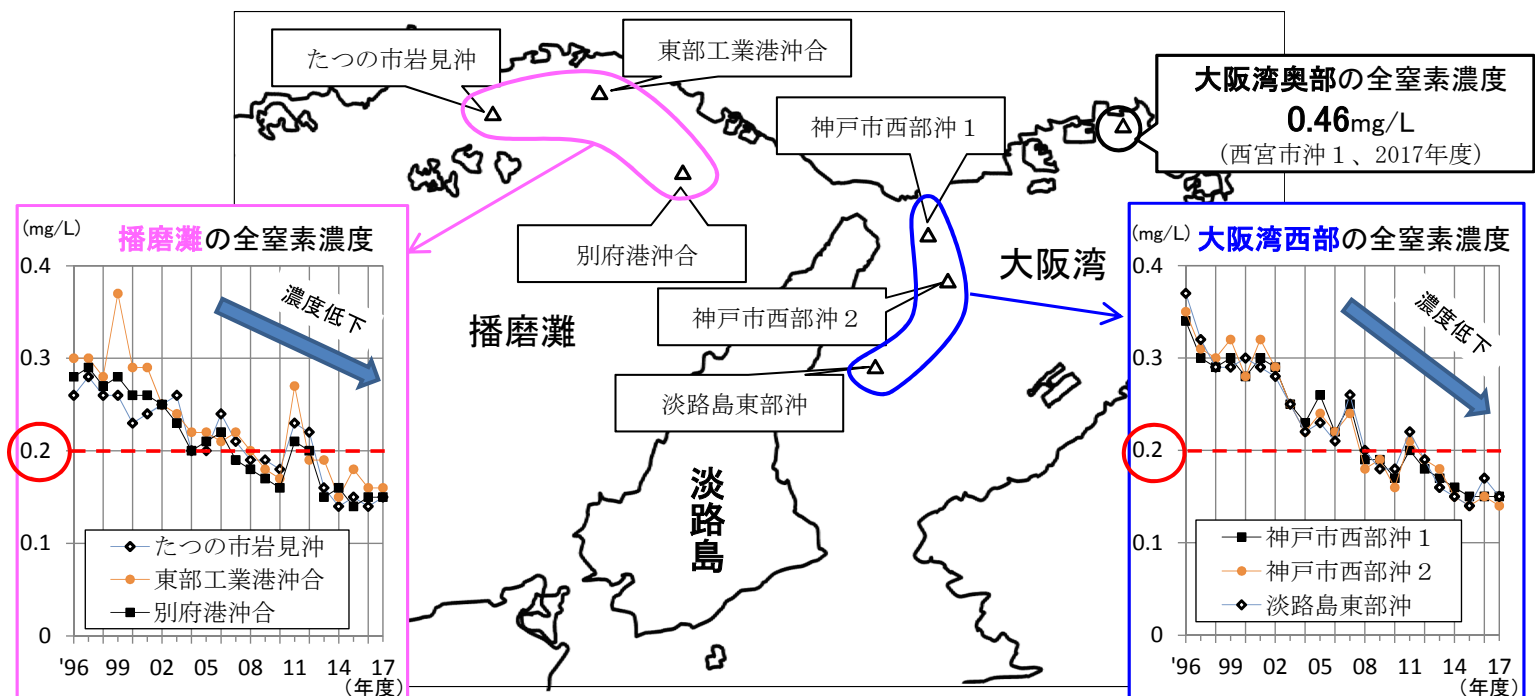 たつの市岩見沖
東部工業港沖合
神戸市西部沖1
大阪湾奥部の全窒素濃度
0.46mg/L
(西宮市沖1、2017年度)
別府港沖合
神戸市西部沖2
淡路島東部沖
播磨灘
大阪湾
淡路島
(mg/L)
播磨灘の全窒素濃度
0.4
0.3
0.2
0.1
0
濃度低下
たつの市岩見沖
東部工業港沖合
別府港沖合
'96 99 02 05 08 11 14 17
(年度)
(mg/L)
大阪湾西部の全窒素濃度
0.4
0.3
0.2
0.1
0
濃度低下
神戸市西部沖1
神戸市西部沖2
淡路島東部沖
'96 99 02 05 08 11 14 17
(年度)